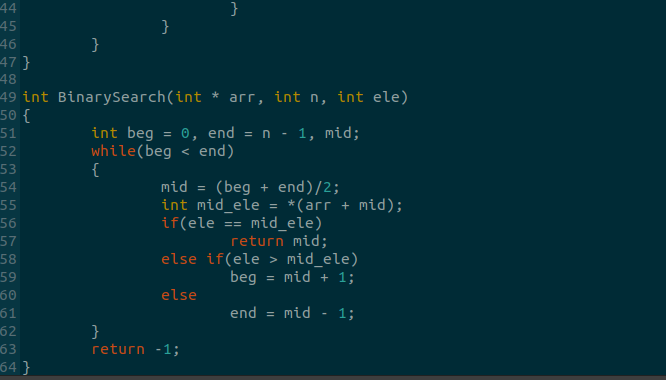 44                        }
45                }
46        }
47 }
48
49 int BinarySearch(int * arr, int n, int ele)
50 {
51        int beg = 0, end = n - 1, mid;
52        while(beg < end)
53        {
54                mid = (beg + end)/2;
55                int mid_ele = *(arr + mid);
56                if(ele == mid_ele)
57                        return mid;
58                else if(ele > mid_ele)
59                        beg = mid + 1;
60                else
61                        end = mid - 1;
62        }
63        return -1;
64 }